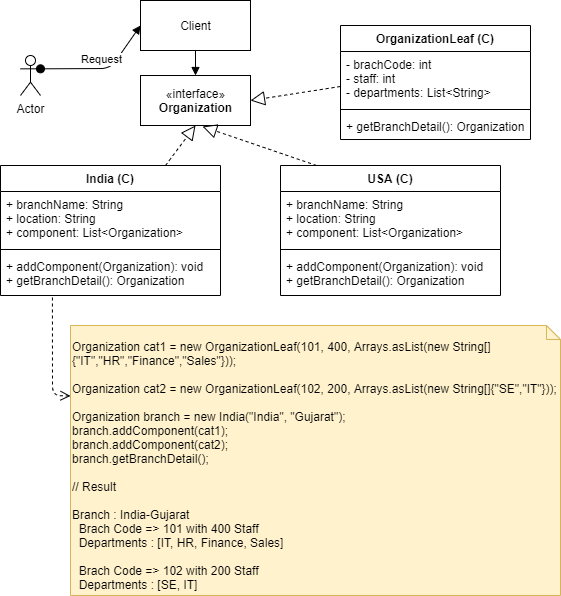 Client
Request
Actor
«interface»
Organization
OrganizationLeaf (C)
- brachCode: int
- staff: int
- departments: List<String>
+ getBranchDetail(): Organization
India (C)
+ branchName: String
+ location: String
+ component: List<Organization>
+ addComponent(Organization): void
+ getBranchDetail(): Organization
USA (C)
+ branchName: String
+ location: String
+ component: List<Organization>
+ addComponent(Organization): void
+ getBranchDetail(): Organization
Organization cat1 = new OrganizationLeaf(101, 400, Arrays.asList(new String[]
{"IT","HR","Finance","Sales"}));
Organization cat2 = new OrganizationLeaf(102, 200, Arrays.asList(new String[]{"SE","IT"}));
Organization branch = new India("India", "Gujarat");
branch.addComponent(cat1);
branch.addComponent(cat2);
branch.getBranchDetail();
// Result
Branch : India-Gujarat
Brach Code => 101 with 400 Staff
Departments : [IT, HR, Finance, Sales]
Brach Code => 102 with 200 Staff
Departments : [SE, IT]